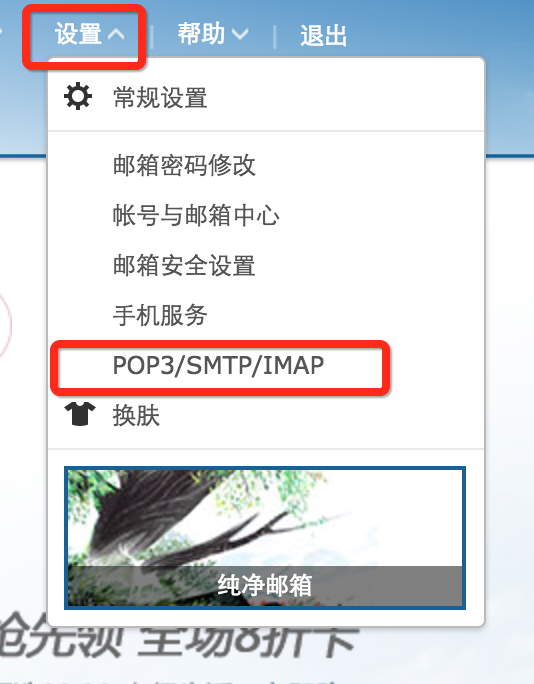 设置 帮助 退出
常规设置
邮箱密码修改
帐号与邮箱中心
邮箱安全设置
手机服务
POP3/SMTP/IMAP
换肤
纯净邮箱
抢先领 全场8折卡